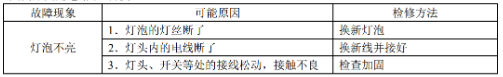 故障现象 可能原因 检修方法
灯泡不亮
1．灯泡的灯丝断了 换新灯泡
2．灯头内的电线断了 换新线并接好
3．灯头、开关等处的接线松动，接触不良 检查加固